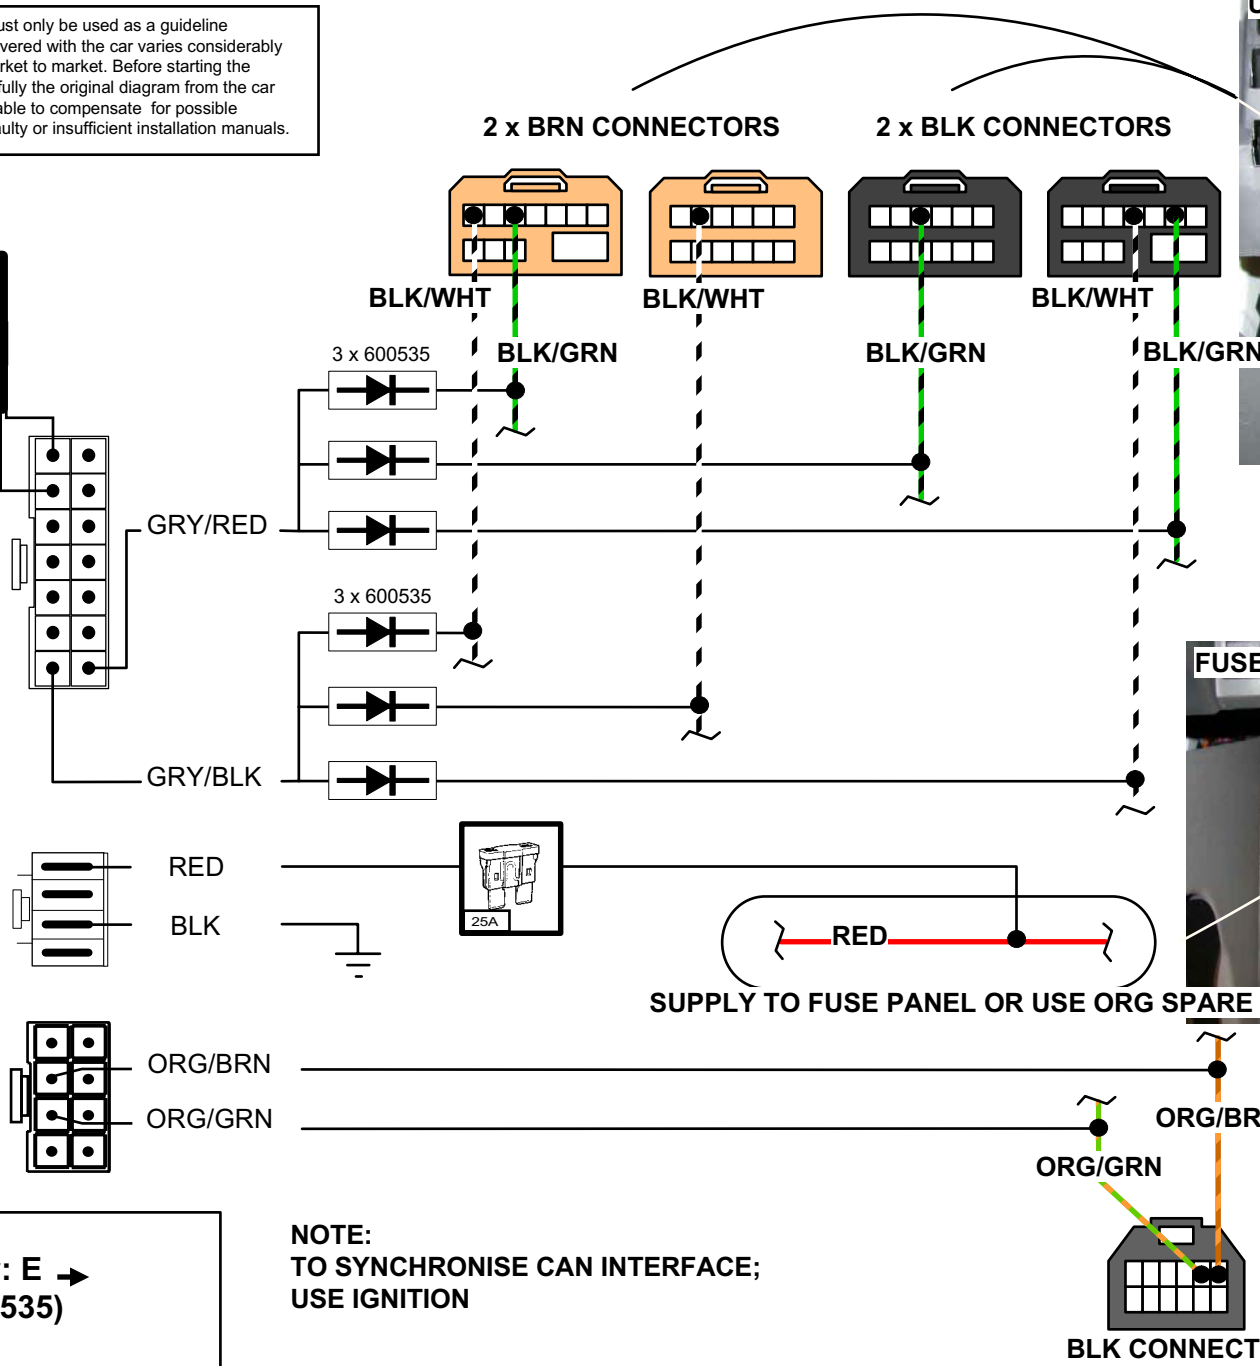 ust only be used as a guideline
vered with the car varies considerably
rket to market. Before starting the
fully the original diagram from the car
able to compensate for possible
aulty or insufficient installation manuals.
2 x BRN CONNECTORS
2 x BLK CONNECTORS
BLK/WHT
BLK/WHT
BLK/WHT
3 x 600535
BLK/GRN
BLK/GRN
BLK/GRN
GRY/RED
3 x 600535
FUSE
GRY/BLK
RED
25A
BLK
RED
SUPPLY TO FUSE PANEL OR USE ORG SPARE
ORG/BRN
ORG/GRN
ORG/BR
ORG/GRN
: E
535)
NOTE:
TO SYNCHRONISE CAN INTERFACE;
USE IGNITION
BLK CONNECT